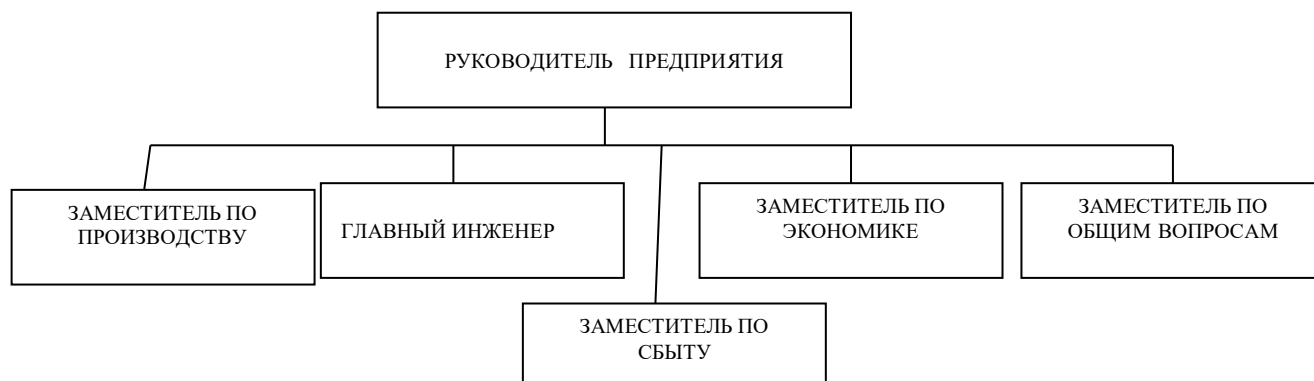 РУКОВОДИТЕЛЬ ПРЕДПРИЯТИЯ
ЗАМЕСТИТЕЛЬ ПО
ПРОИЗВОДСТВУ
ГЛАВНЫЙ ИНЖЕНЕР
ЗАМЕСТИТЕЛЬ ПО
ЭКОНОМИКЕ
ЗАМЕСТИТЕЛЬ ПО
ОБЩИМ ВОПРОСАМ
ЗАМЕСТИТЕЛЬ ПО
СБЫТУ